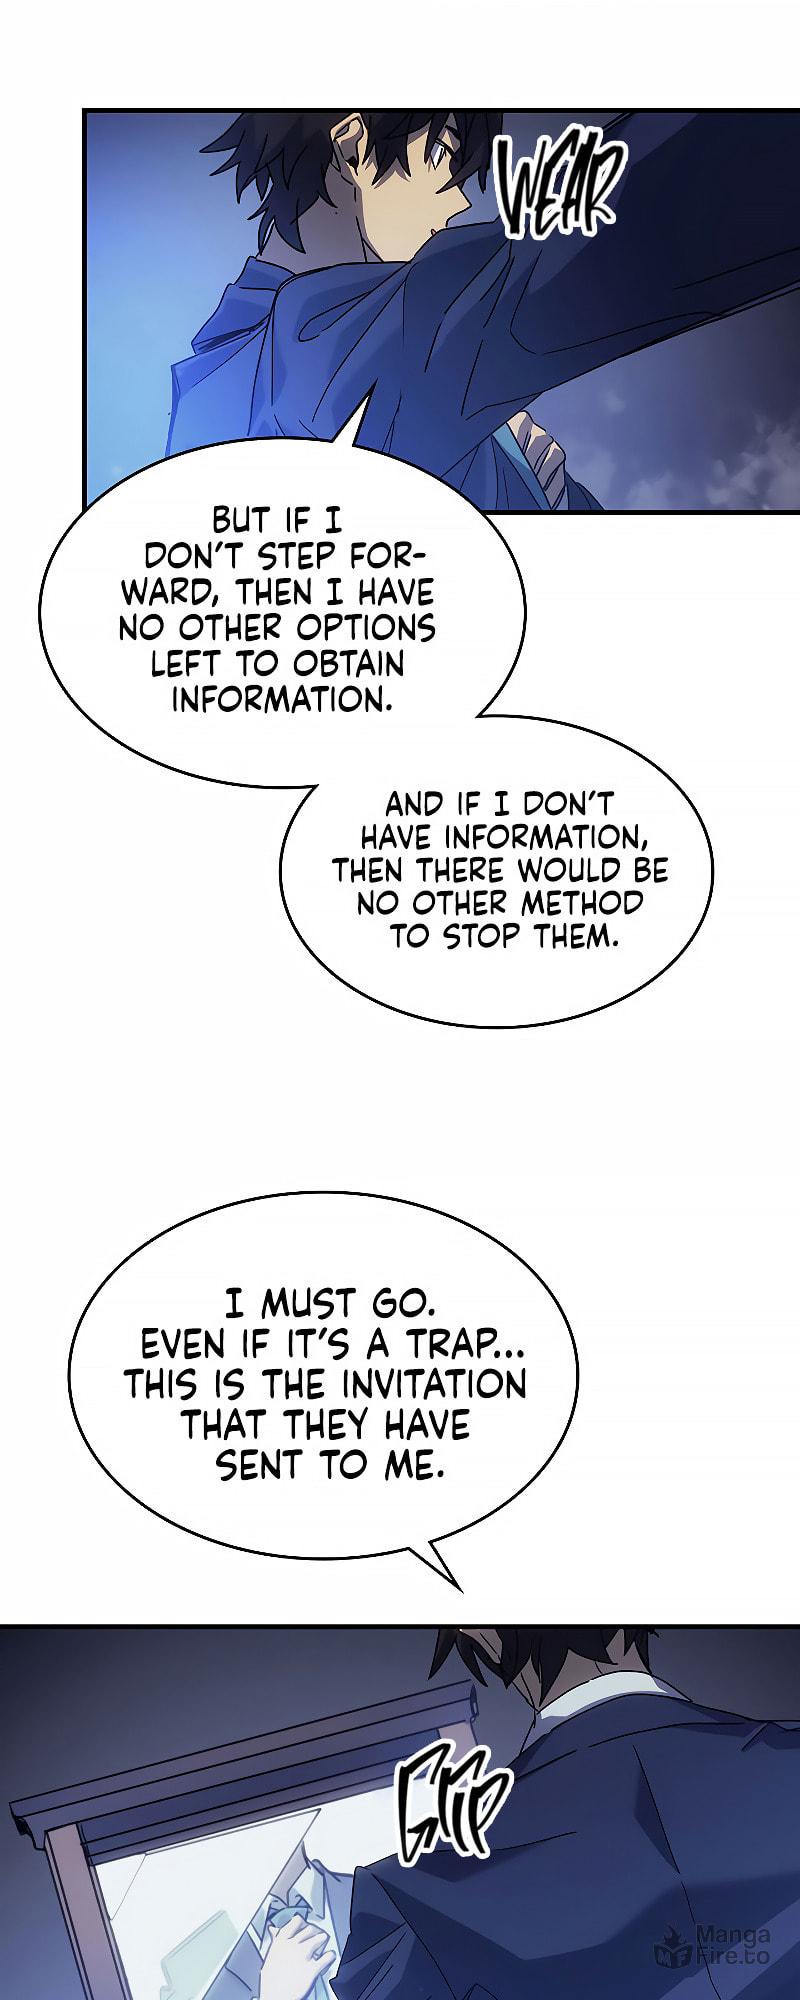 WEAR
BUT IF I
DON'T STEP FOR-
WARD, THEN I HAVE
NO OTHER OPTIONS
LEFT TO OBTAIN
INFORMATION.
AND IF I DON'T
HAVE INFORMATION,
THEN THERE WOULD BE
NO OTHER METHOD
TO STOP THEM.
I MUST GO.
EVEN IF IT'S A TRAP...
THIS IS THE INVITATION
THAT THEY HAVE
SENT TO ME.
GRIP
Manga
Fire.to